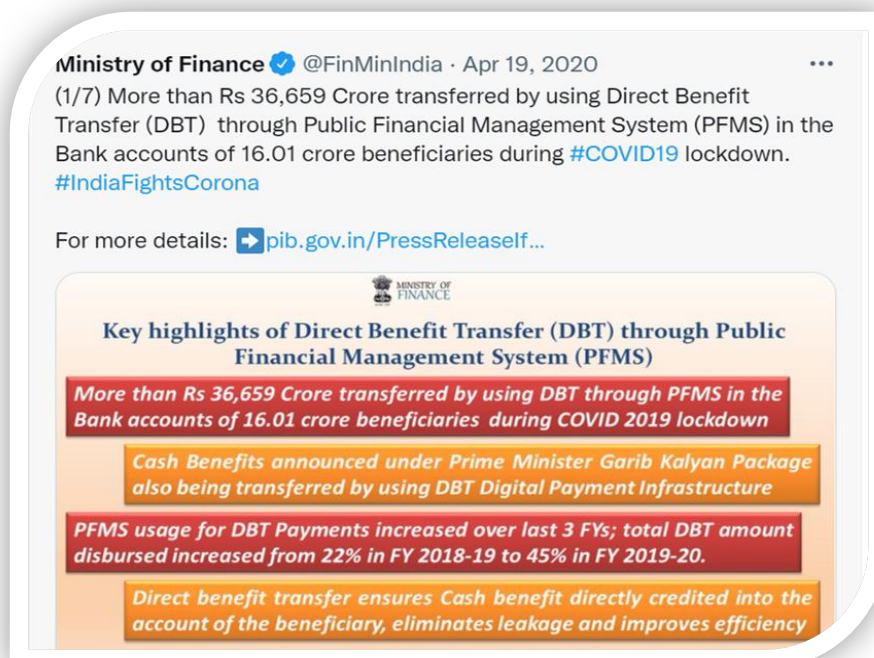 Ministry of Finance @FinMinIndia · Apr 19, 2020 ...
(1/7) More than Rs 36,659 Crore transferred by using Direct Benefit
Transfer (DBT) through Public Financial Management System (PFMS) in the
Bank accounts of 16.01 crore beneficiaries during #COVID19 lockdown.
#IndiaFightsCorona
For more details: ➡pib.gov.in/PressReleaseIf...
MINISTRY OF
FINANCE
Key highlights of Direct Benefit Transfer (DBT) through Public
Financial Management System (PFMS)
More than Rs 36,659 Crore transferred by using DBT through PFMS in the
Bank accounts of 16.01 crore beneficiaries during COVID 2019 lockdown
Cash Benefits announced under Prime Minister Garib Kalyan Package
also being transferred by using DBT Digital Payment Infrastructure
PFMS usage for DBT Payments increased over last 3 FYs; total DBT amount
disbursed increased from 22% in FY 2018-19 to 45% in FY 2019-20.
Direct benefit transfer ensures Cash benefit directly credited into the
account of the beneficiary, eliminates leakage and improves efficiency